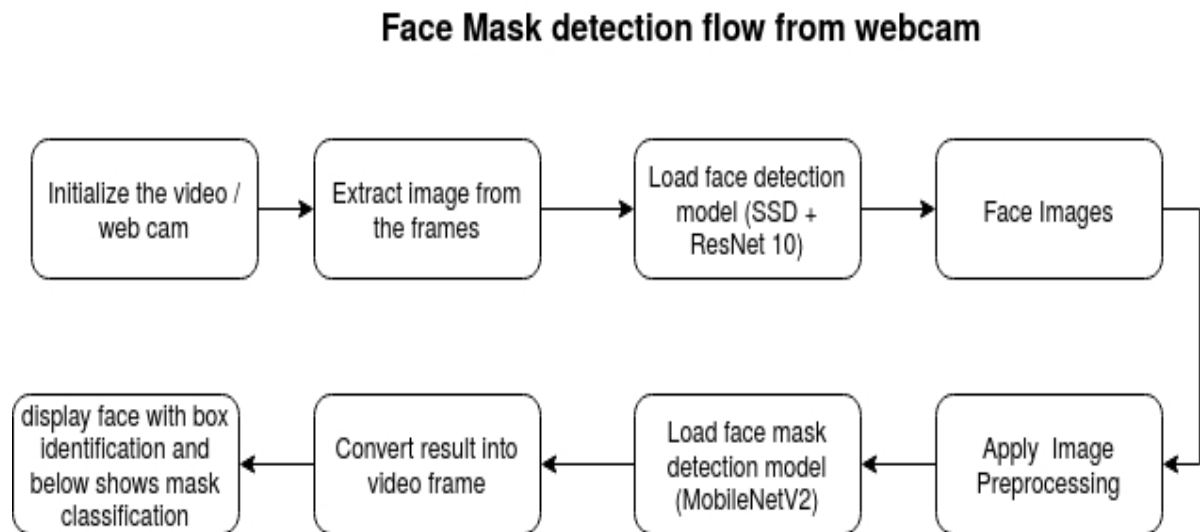 Face Mask detection flow from webcam
Initialize the video /
web cam
Extract image from
the frames
Load face detection
model (SSD +
ResNet 10)
Face Images
Apply Image
Preprocessing
Load face mask
detection model
(MobileNetV2)
Convert result into
video frame
display face with box
identification and
below shows mask
classification